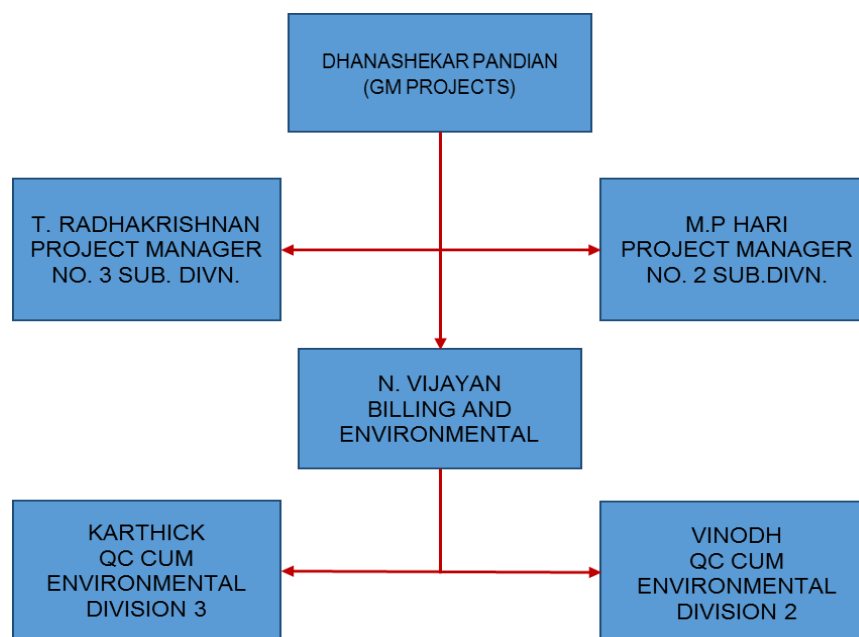 DHANASHEKAR PANDIAN
(GM PROJECTS)
T. RADHAKRISHNAN
PROJECT MANAGER
NO. 3 SUB. DIVN.
M.P HARI
PROJECT MANAGER
NO. 2 SUB.DIVN.
N. VIJAYAN
BILLING AND
ENVIRONMENTAL
KARTHICK
QC CUM
ENVIRONMENTAL
DIVISION 3
VINODH
QC CUM
ENVIRONMENTAL
DIVISION 2